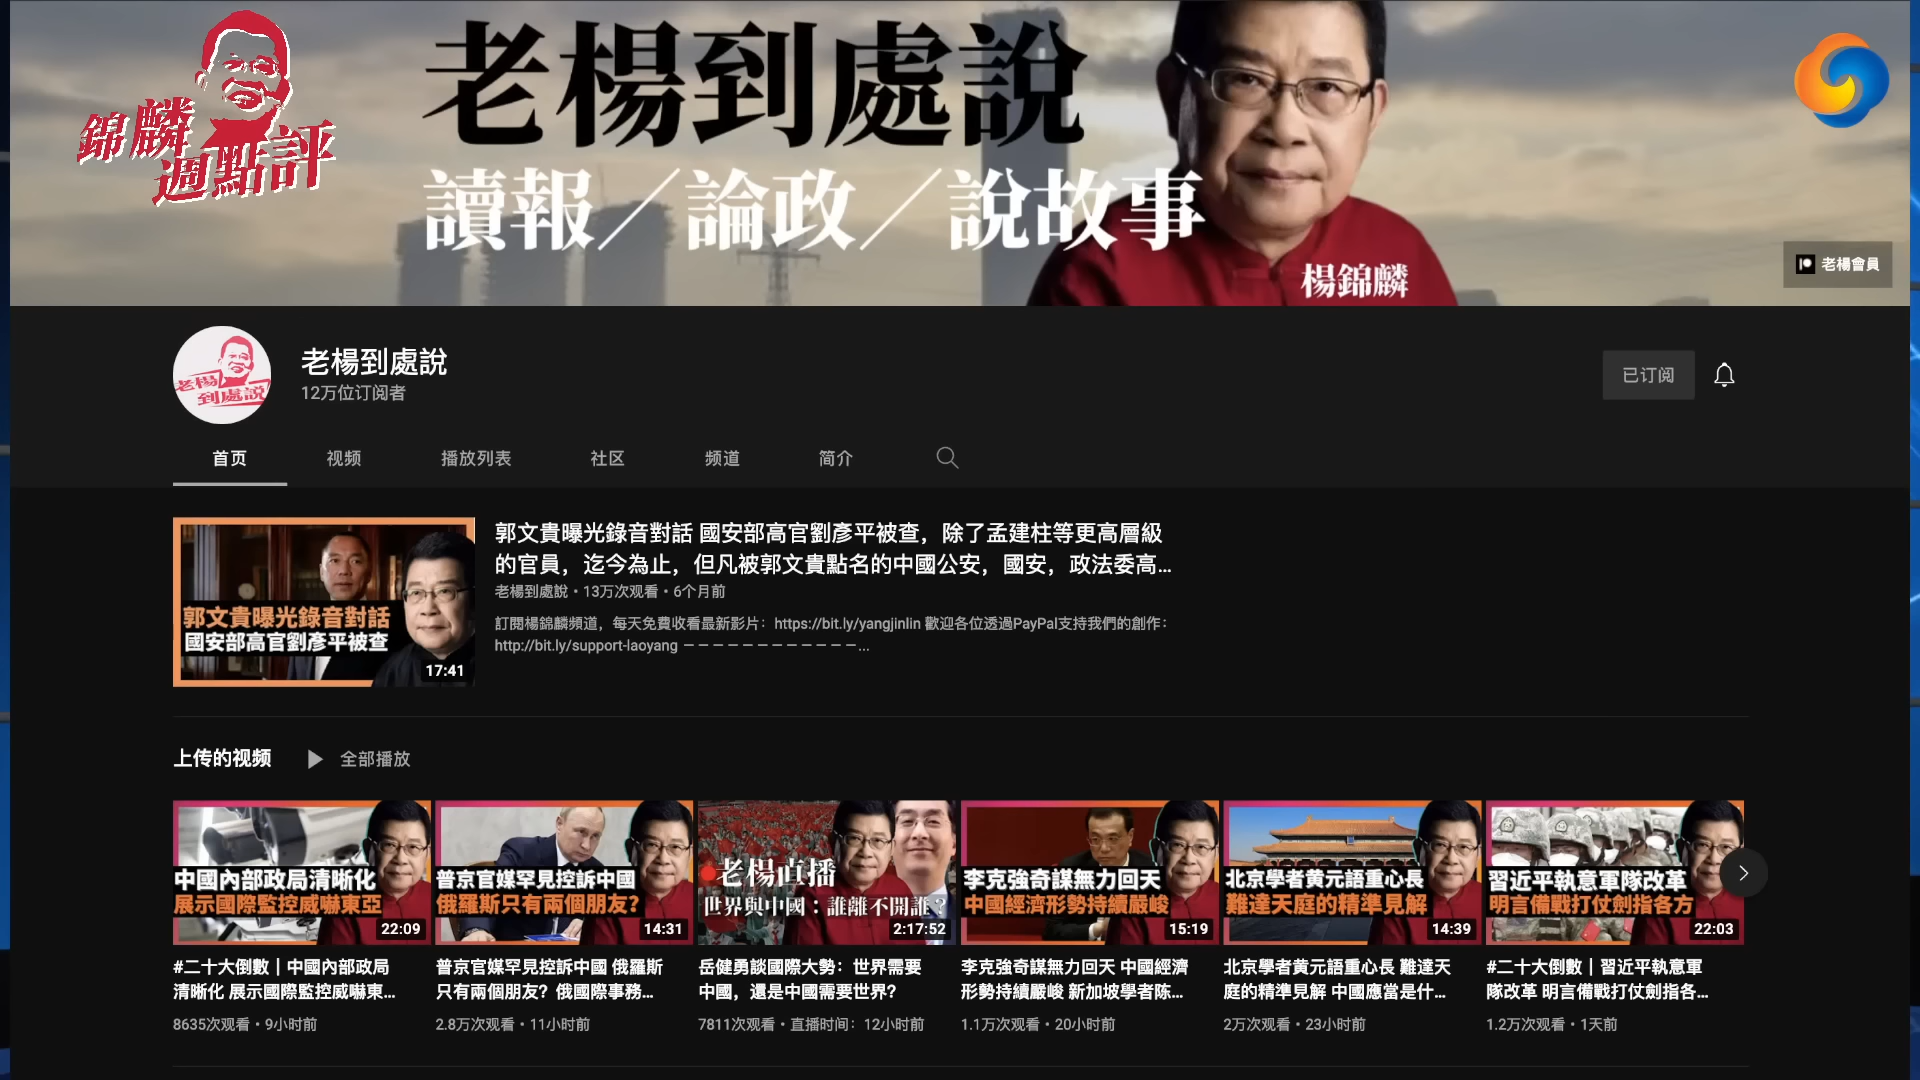 錦麟
週點評
老楊到處說
讀報／論政／說故事
楊錦麟
老楊會員
老楊
到處說
老楊到處說
12万位订阅者
已订阅
首页
视频
播放列表
社区
频道
简介
郭文貴曝光錄音對話
國安部高官劉彥平被查
17:41
郭文貴曝光錄音對話 國安部高官劉彥平被查，除了孟建柱等更高層級
的官員，迄今為止，但凡被郭文貴點名的中國公安，國安，政法委高...
老楊到處說•13万次观看•6个月前
訂閱楊錦麟頻道，每天免費收看最新影片：https://bit.ly/yangjinlin 歡迎各位透過PayPal支持我們的創作：
http://bit.ly/support-laoyang －－－－－－－－－－－－...
上传的视频
全部播放
中國內部政局清晰化
展示國際監控威嚇東亞
22:09
普京官媒罕見控訴中國
俄羅斯只有兩個朋友？
14:31
老楊直播
世界與中國：誰離不開誰？
2:17:52
李克強奇謀無力回天
中國經濟形勢持續嚴峻
15:19
北京學者黃元語重心長
難達天庭的精準見解
14:39
習近平執意軍隊改革
明言備戰打仗劍指各方
22:03
#二十大倒數｜中國內部政局
清晰化 展示國際監控威嚇東...
8635次观看•9小时前
普京官媒罕見控訴中國 俄羅斯
只有兩個朋友？俄國際事務...
2.8万次观看•11小时前
岳健勇談國際大勢：世界需要
中國，還是中國需要世界？
7811次观看•直播时间：12小时前
李克強奇謀無力回天 中國經濟
形勢持續嚴峻 新加坡學者陈...
1.1万次观看•20小时前
北京學者黄元語重心長 難達天
庭的精準見解 中國應當是什...
2万次观看•23小时前
#二十大倒數｜習近平執意軍
隊改革 明言備戰打仗劍指各...
1.2万次观看•1天前